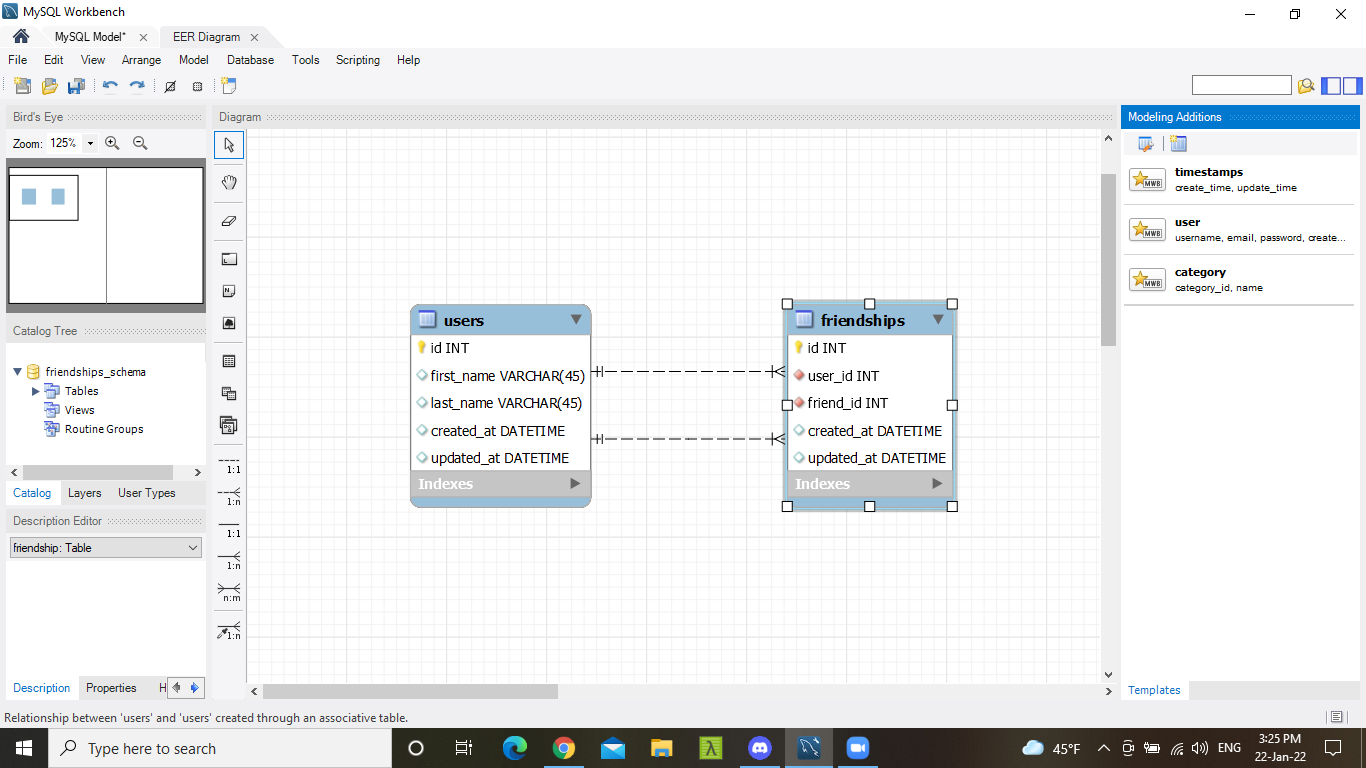 MySQL Workbench
MySQL Model*
EER Diagram
File Edit View Arrange Model Database Tools Scripting Help
Bird's Eye
Zoom: 125%
Catalog Tree
friendships_schema
Tables
Views
Routine Groups
Catalog Layers User Types
Description Editor
friendship: Table
Description Properties H
Diagram
1:1
1:n
1:1
1:n
n:m
1:n
users
id INT
first_name VARCHAR(45)
last_name VARCHAR(45)
created_at DATETIME
updated_at DATETIME
Indexes
friendships
id INT
user_id INT
friend_id INT
created_at DATETIME
updated_at DATETIME
Indexes
Modeling Additions
MWB
timestamps
create_time, update_time
MWB
user
username, email, password, create...
MWB
category
category_id, name
Templates
Relationship between 'users' and 'users' created through an associative table.
Type here to search
45°F
ENG
3:25 PM
22-Jan-22